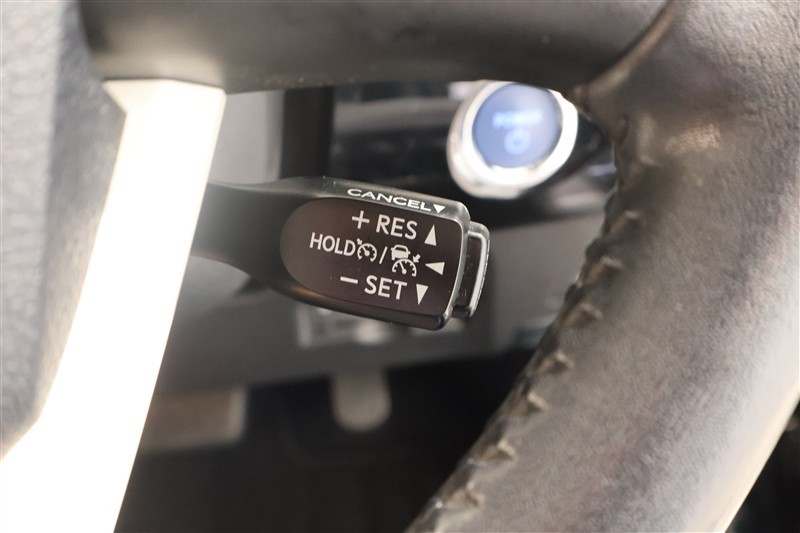 CANCEL▼
+ RES ▲
HOLD / ◀
− SET ▼